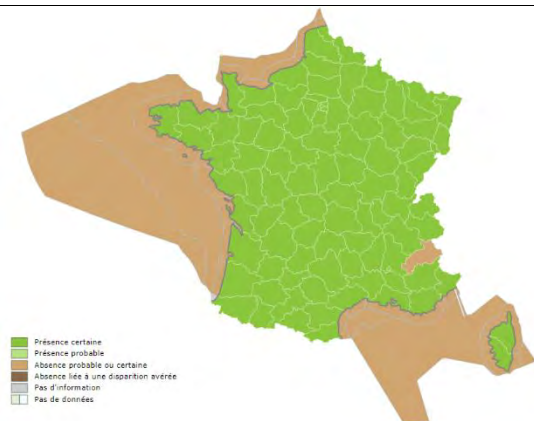 Présence certaine
Présence probable
Absence probable ou certaine
Absence liée à une disparition avérée
Pas d'information
Pas de données